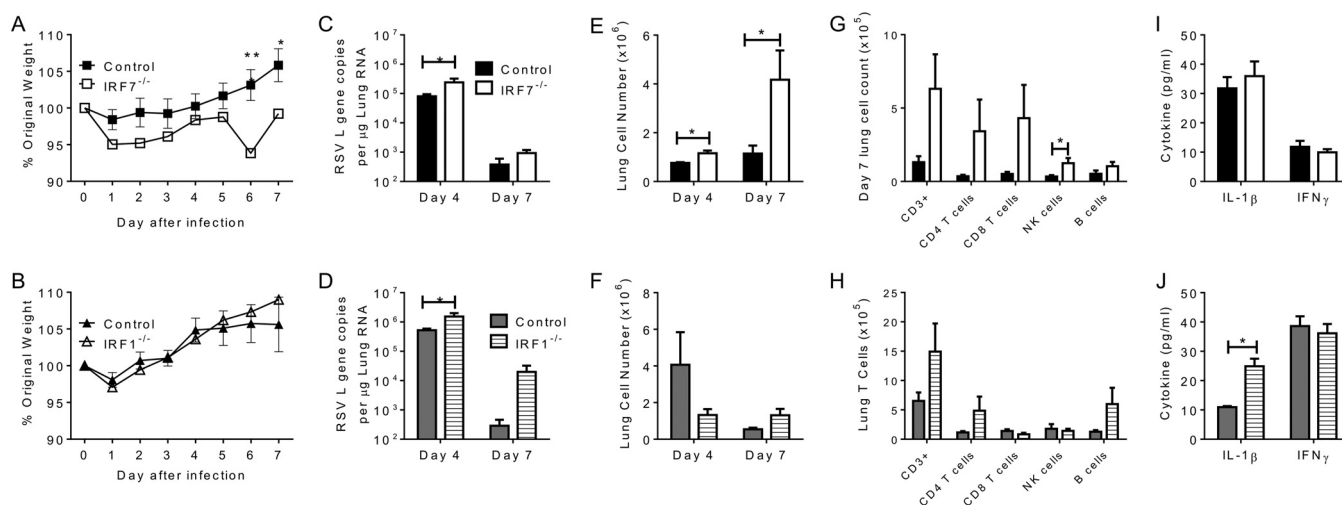 A
% Original Weight
110
105
100
95
90
Control
IRF7-/-
**
*
0 1 2 3 4 5 6 7
Day after infection
C
RSV L gene copies
per µg Lung RNA
10^6
10^5
10^4
10^3
10^2
*
Control
IRF7-/-
Day 4 Day 7
E
Lung Cell Number (x10^6)
6
4
2
0
*
*
Day 4 Day 7
G
Day 7 lung cell count (x10^5)
10
5
0
*
CD3+
CD4 T cells
CD8 T cells
NK cells
B cells
I
Cytokine (pg/ml)
50
40
30
20
10
0
IL-1β IFNγ
B
% Original Weight
110
105
100
95
90
Control
IRF1-/-
0 1 2 3 4 5 6 7
Day after infection
D
RSV L gene copies
per µg Lung RNA
10^7
10^6
10^5
10^4
10^3
10^2
*
Control
IRF1-/-
Day 4 Day 7
F
Lung Cell Number (x10^6)
8
6
4
2
0
Day 4 Day 7
H
Lung T Cells (x10^5)
25
20
15
10
5
0
CD3+
CD4 T cells
CD8 T cells
NK cells
B cells
J
Cytokine (pg/ml)
50
40
30
20
10
0
*
IL-1β IFNγ